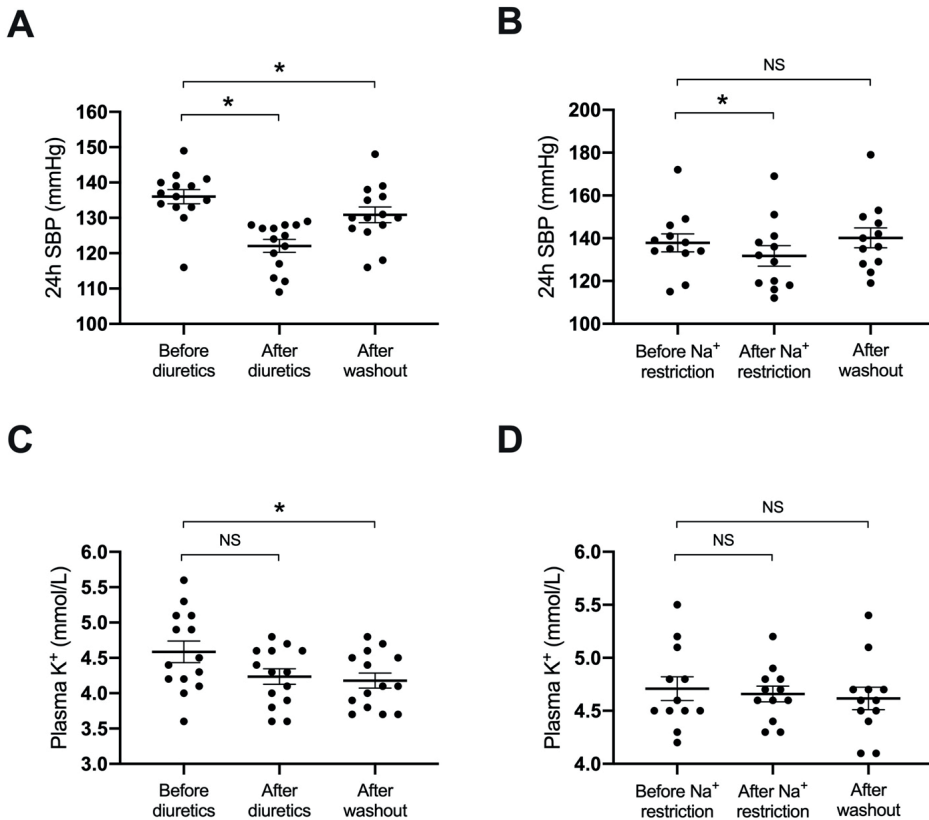 A
*
*
24h SBP (mmHg)
160
150
140
130
120
110
100
Before diuretics
After diuretics
After washout
B
NS
*
24h SBP (mmHg)
200
180
160
140
120
100
Before Na⁺ restriction
After Na⁺ restriction
After washout
C
*
NS
Plasma K⁺ (mmol/L)
6.0
5.5
5.0
4.5
4.0
3.5
3.0
Before diuretics
After diuretics
After washout
D
NS
NS
Plasma K⁺ (mmol/L)
6.0
5.5
5.0
4.5
4.0
Before Na⁺ restriction
After Na⁺ restriction
After washout